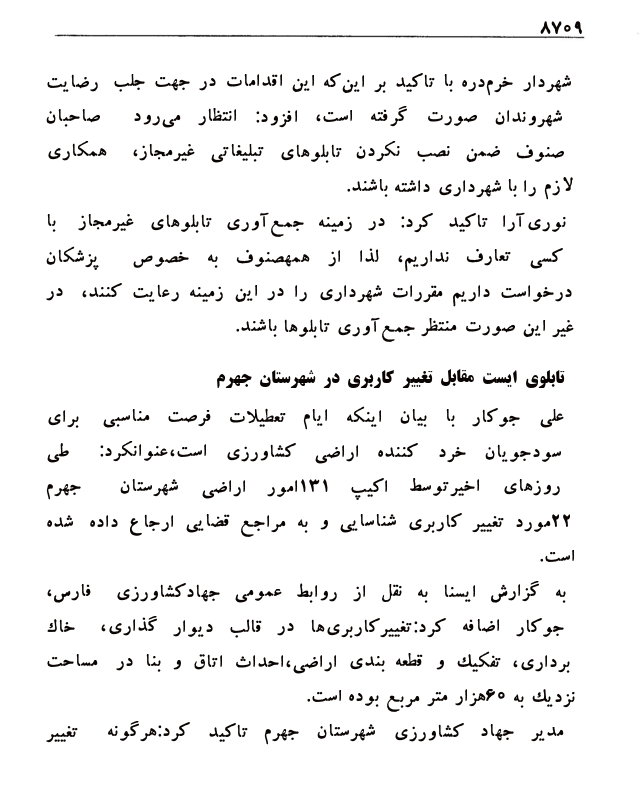 ۸۷۰۹
شهردار خرم‌دره با تاکید بر این‌که این اقدامات در جهت جلب رضایت
شهروندان صورت گرفته است، افزود: انتظار می‌رود صاحبان
صنوف ضمن نصب نکردن تابلوهای تبلیغاتی غیرمجاز، همکاری
لازم را با شهرداری داشته باشند.
نوری‌آرا تاکید کرد: در زمینه جمع‌آوری تابلوهای غیرمجاز با
کسی تعارف نداریم، لذا از همهصنوف به خصوص پزشکان
درخواست داریم مقررات شهرداری را در این زمینه رعایت کنند، در
غیر این صورت منتظر جمع‌آوری تابلوها باشند.
تابلوی ایست مقابل تغییر کاربری در شهرستان جهرم
علی جوکار با بیان اینکه ایام تعطیلات فرصت مناسبی برای
سودجویان خرد کننده اراضی کشاورزی است،عنوانکرد: طی
روزهای اخیرتوسط اکیپ ۱۳۱امور اراضی شهرستان جهرم
۲۲مورد تغییر کاربری شناسایی و به مراجع قضایی ارجاع داده شده
است.
به گزارش ایسنا به نقل از روابط عمومی جهادکشاورزی فارس،
جوکار اضافه کرد:تغییرکاربری‌ها در قالب دیوار گذاری، خاك
برداری، تفکیك و قطعه بندی اراضی،احداث اتاق و بنا در مساحت
نزدیك به ۶۰هزار متر مربع بوده است.
مدیر جهاد کشاورزی شهرستان جهرم تاکید کرد:هرگونه تغییر